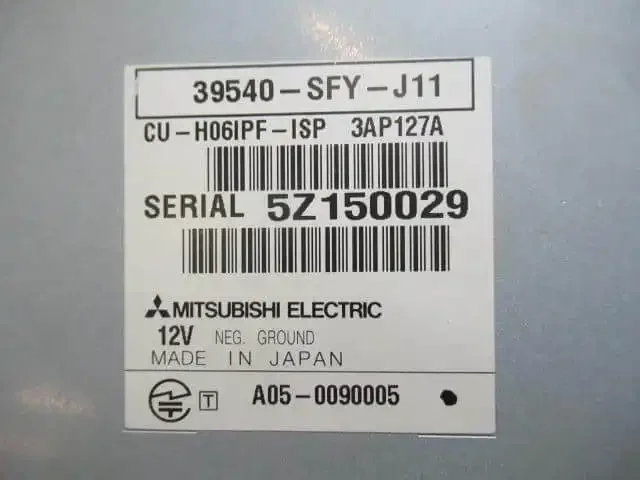 39540-SFY-J11
CU-H06IPF-ISP 3AP127A
SERIAL 5Z150029
MITSUBISHI ELECTRIC
12V NEG. GROUND
MADE IN JAPAN
T A05-0090005